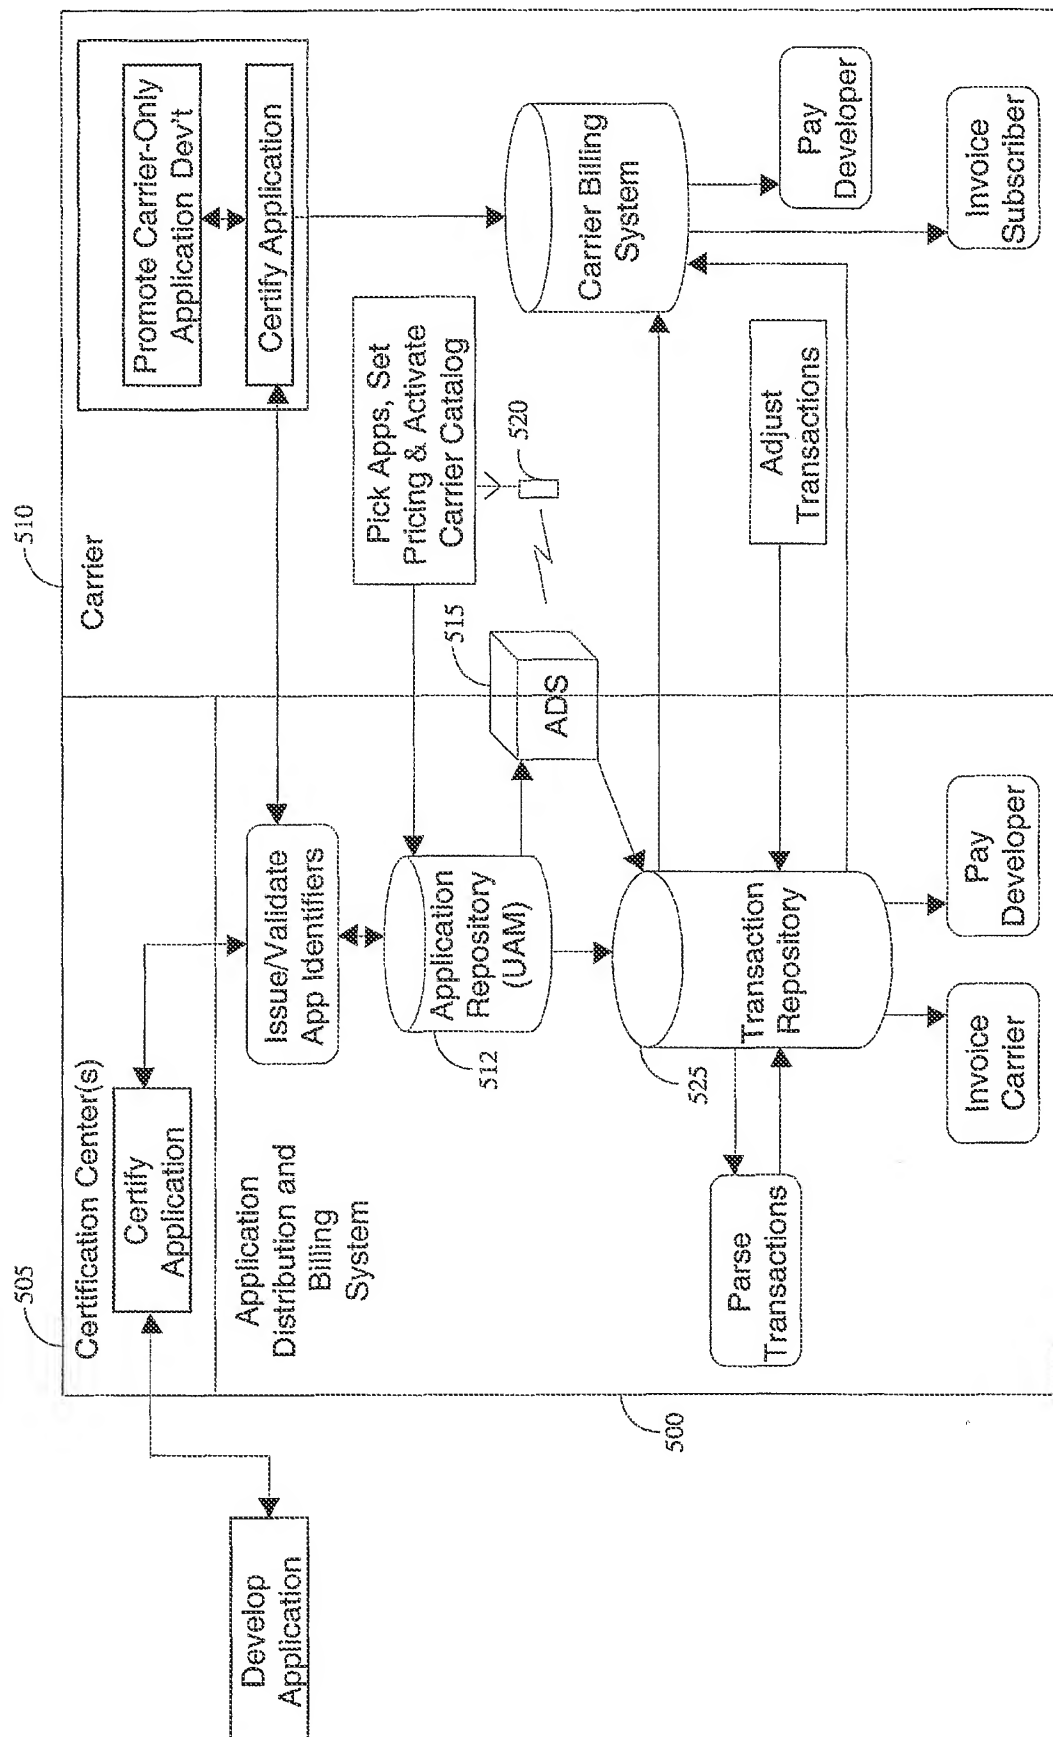 510
Carrier
Promote Carrier-Only
Application Dev't
Certify Application
Pick Apps, Set
Pricing & Activate
Carrier Catalog
520
Carrier Billing
System
Pay
Developer
Invoice
Subscriber
Adjust
Transactions
515
ADS
505
Certification Center(s)
Certify
Application
Develop
Application
Application
Distribution and
Billing
System
Issue/Validate
App Identifiers
Application
Repository
(UAM)
512
Transaction
Repository
525
Parse
Transactions
Invoice
Carrier
Pay
Developer
500